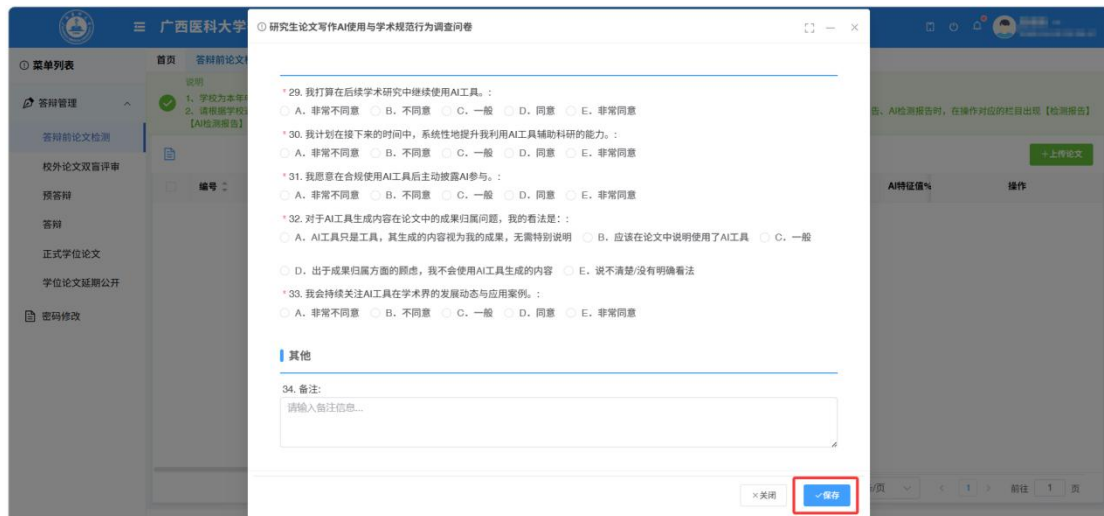 广西医科大学
研究生论文写作AI使用与学术规范行为调查问卷
菜单列表
答辩管理
答辩前论文检测
校外论文双盲评审
预答辩
答辩
正式学位论文
学位论文延期公开
密码修改
首页 答辩前论文检
说明
1、学校为本年
2、请根据学校
【AI检测报告】
告、AI检测报告时，在操作对应的栏目出现【检测报告】
+上传论文
编号 AI特征值% 操作
* 29. 我打算在后续学术研究中继续使用AI工具。:
A、非常不同意 B、不同意 C、一般 D、同意 E、非常同意
* 30. 我计划在接下来的时间中，系统性地提升我利用AI工具辅助科研的能力。:
A、非常不同意 B、不同意 C、一般 D、同意 E、非常同意
* 31. 我愿意在合规使用AI工具后主动披露AI参与。:
A、非常不同意 B、不同意 C、一般 D、同意 E、非常同意
* 32. 对于AI工具生成内容在论文中的成果归属问题，我的看法是：:
A、AI工具只是工具，其生成的内容视为我的成果，无需特别说明 B、应该在论文中说明使用了AI工具 C、一般
D、出于成果归属方面的顾虑，我不会使用AI工具生成的内容 E、说不清楚/没有明确看法
* 33. 我会持续关注AI工具在学术界的发展动态与应用案例。:
A、非常不同意 B、不同意 C、一般 D、同意 E、非常同意
其他
34. 备注:
请输入备注信息...
×关闭 ✓保存
/页 < 1 > 前往 1 页